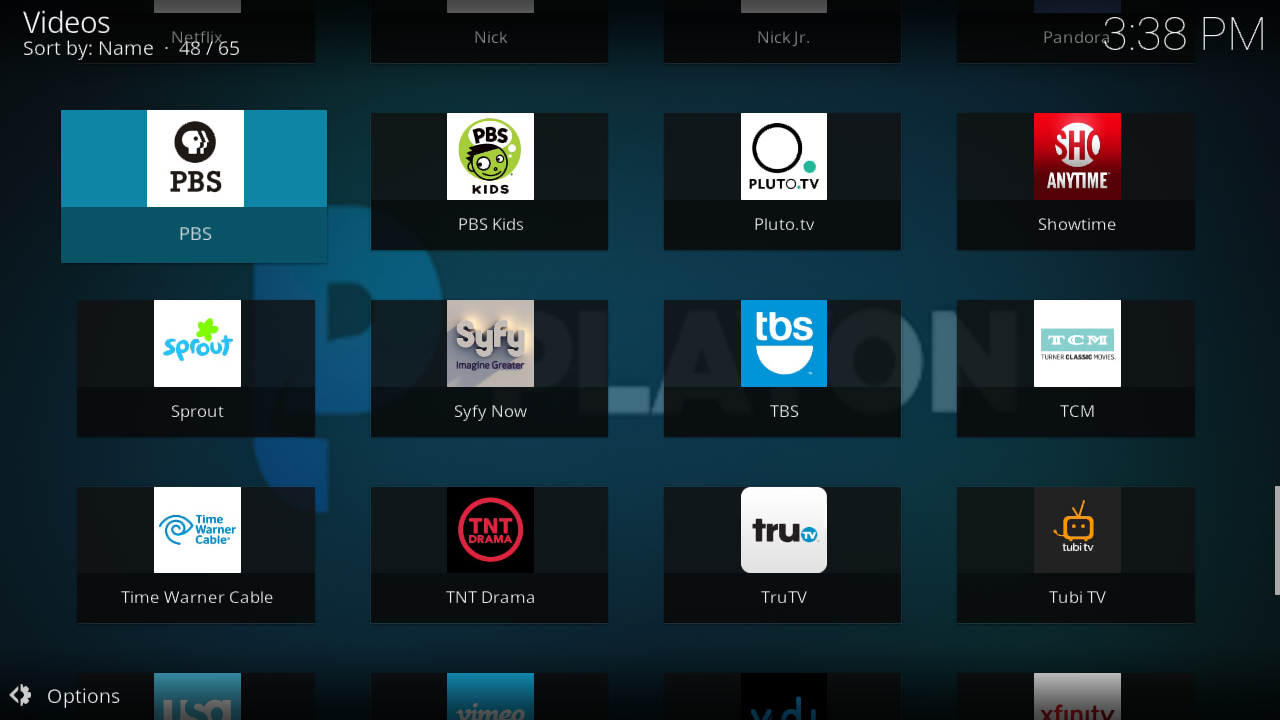 Videos
Sort by: Name · 48 / 65
3:38 PM
Netflix
Nick
Nick Jr.
Pandora
PBS
PBS
PBS
KIDS
PBS Kids
PLUTO.TV
Pluto.tv
SHO
ANYTIME
Showtime
sprout
Sprout
Syfy
Imagine Greater
Syfy Now
tbs
TBS
TCM
TURNER CLASSIC MOVIES.
TCM
PLAYON
Time
Warner
Cable
Time Warner Cable
TNT
DRAMA
TNT Drama
tru TV
TruTV
tubi tv
Tubi TV
usa
vimeo
xfinity
Options